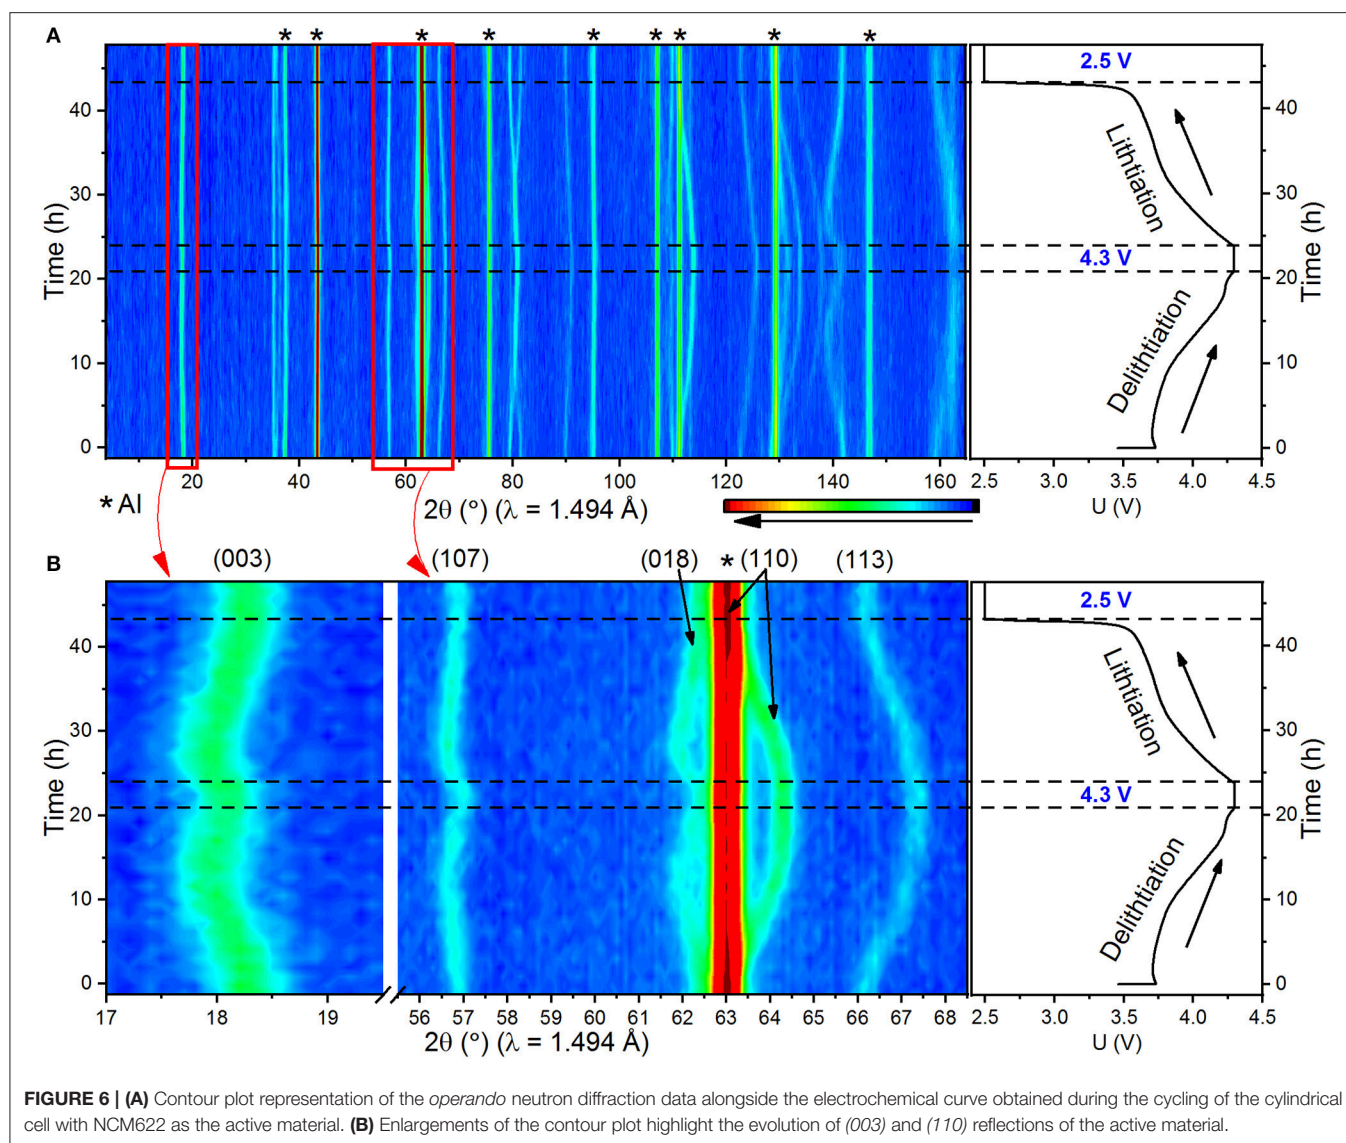 A
* * * * * * * * *
Time (h)
40
30
20
10
0
20 40 60 80 100 120 140 160
2θ (°) (λ = 1.494 Å)
* Al
2.5 V
Lithtiation
4.3 V
Delithtiation
40
30
20
10
0
Time (h)
2.5 3.0 3.5 4.0 4.5
U (V)
B
(003) (107) (018) * (110) (113)
Time (h)
40
30
20
10
0
17 18 19 56 57 58 59 60 61 62 63 64 65 66 67 68
2θ (°) (λ = 1.494 Å)
2.5 V
Lithtiation
4.3 V
Delithtiation
40
30
20
10
0
Time (h)
2.5 3.0 3.5 4.0 4.5
U (V)
FIGURE 6 | (A) Contour plot representation of the operando neutron diffraction data alongside the electrochemical curve obtained during the cycling of the cylindrical
cell with NCM622 as the active material. (B) Enlargements of the contour plot highlight the evolution of (003) and (110) reflections of the active material.